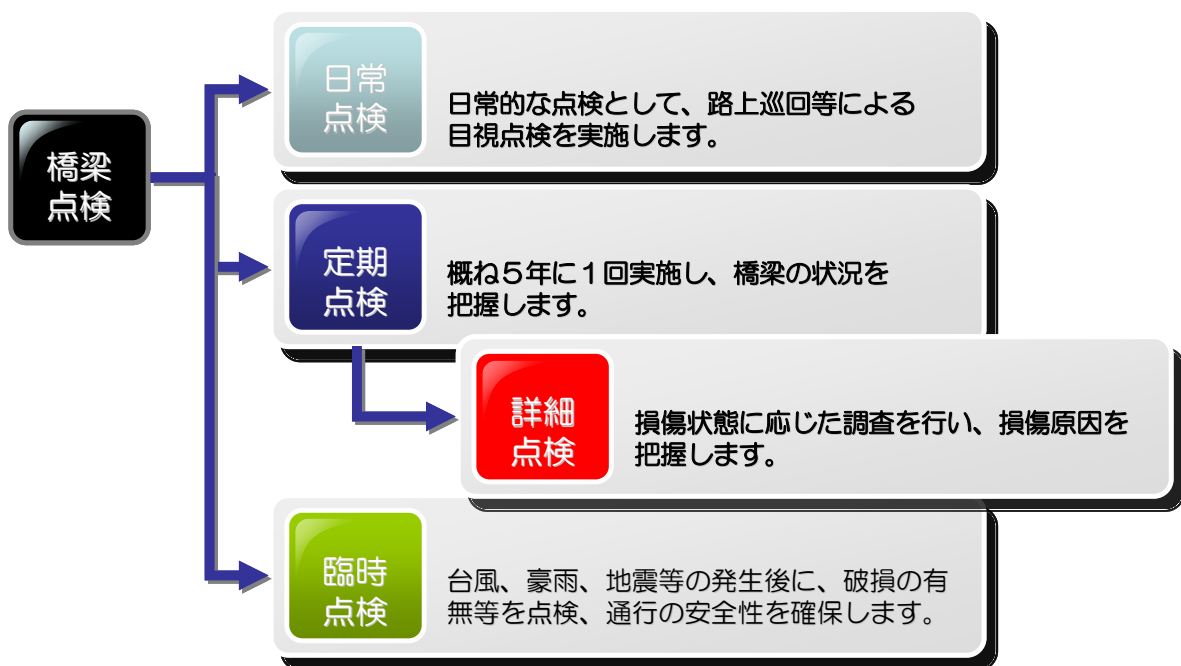 橋梁
点検
日常
点検
日常的な点検として、路上巡回等による
目視点検を実施します。
定期
点検
概ね５年に１回実施し、橋梁の状況を
把握します。
詳細
点検
損傷状態に応じた調査を行い、損傷原因を
把握します。
臨時
点検
台風、豪雨、地震等の発生後に、破損の有
無等を点検、通行の安全性を確保します。